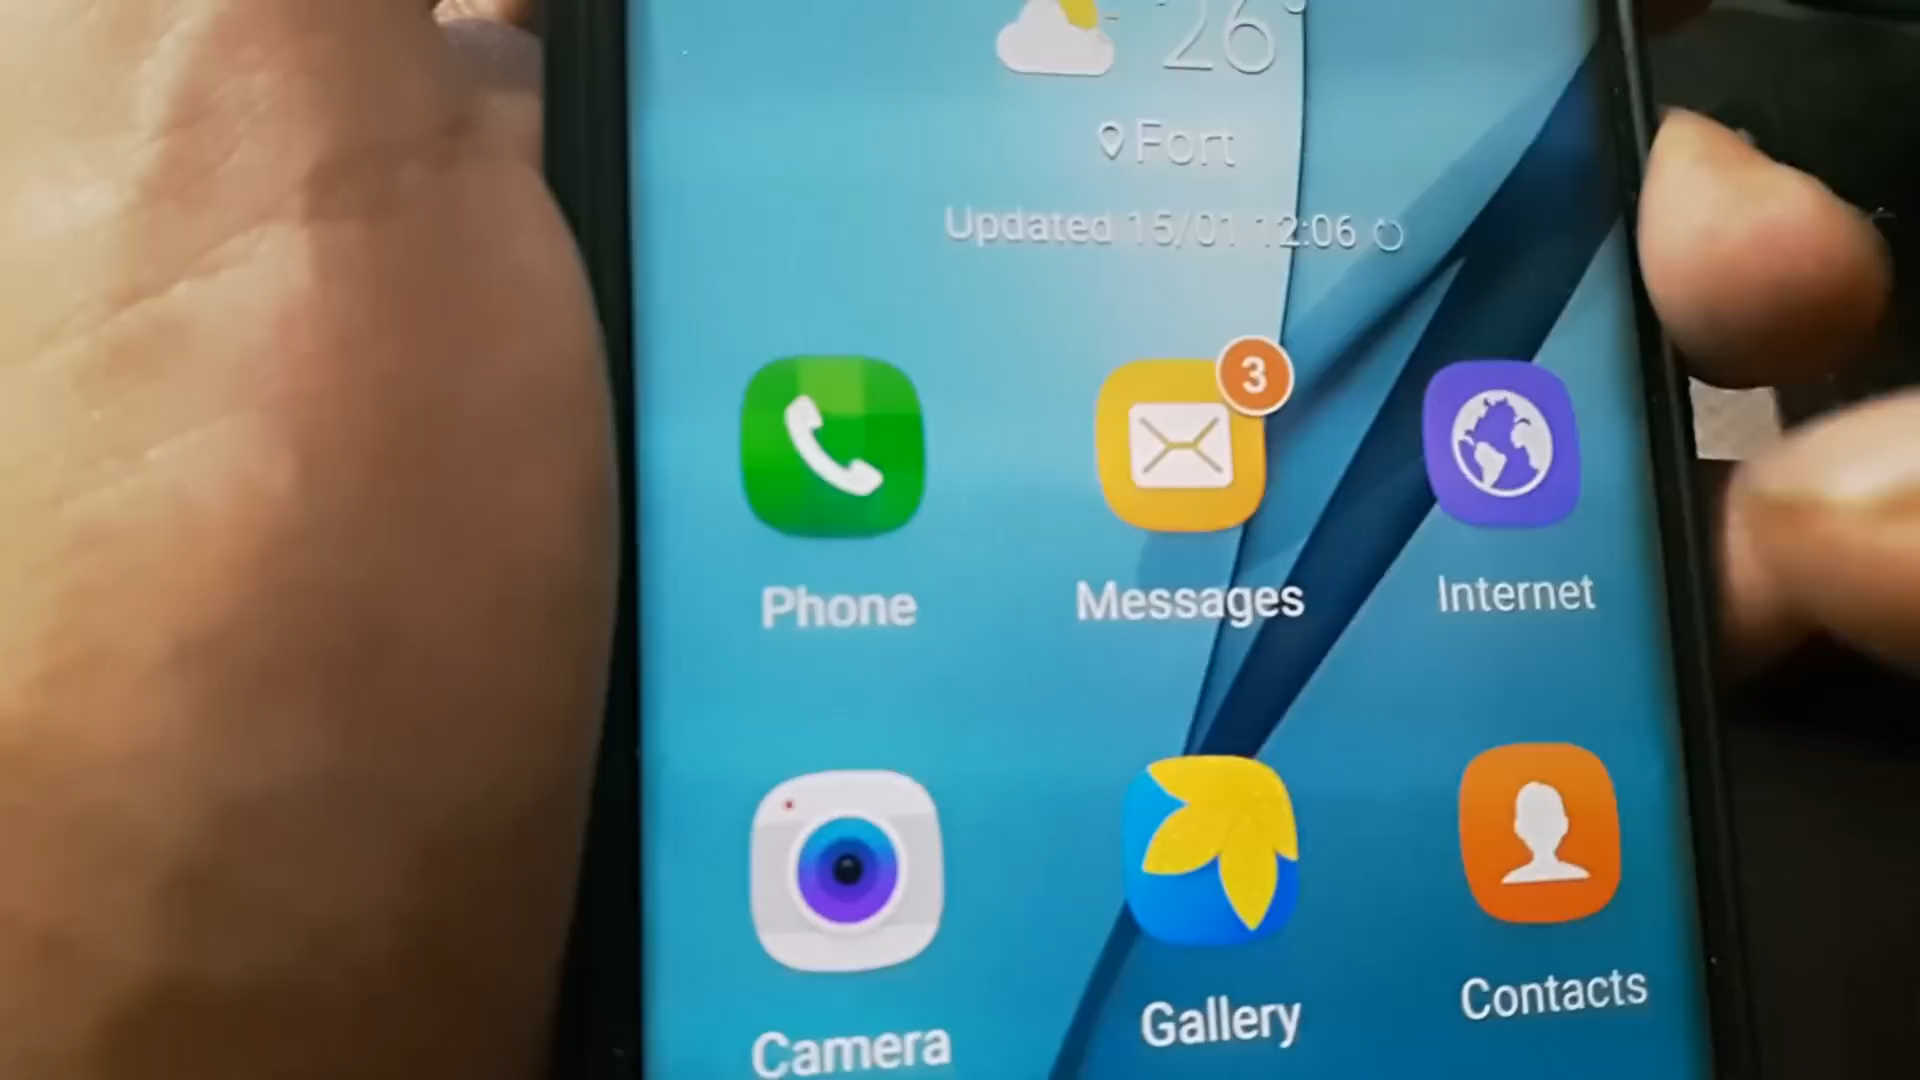 26°
Fort
Updated 15/01 12:06
3
Phone
Messages
Internet
Camera
Gallery
Contacts